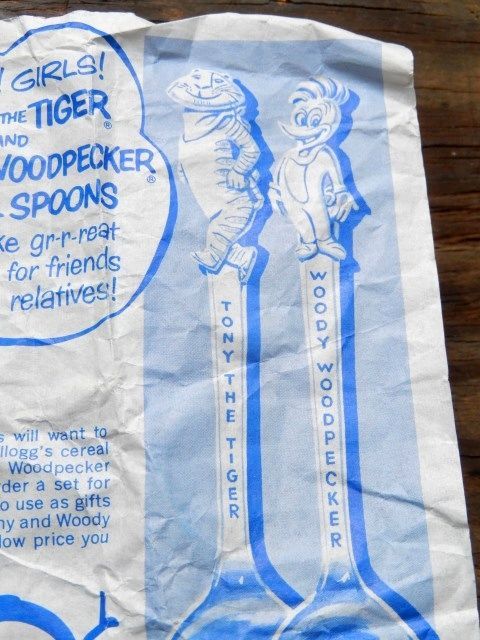 ! GIRLS!
THE TIGER®
AND
WOODPECKER®
L SPOONS
ke gr-r-reat
for friends
relatives!
s will want to
llogg's cereal
Woodpecker
der a set for
o use as gifts
ny and Woody
low price you
TONY THE TIGER
WOODY WOODPECKER